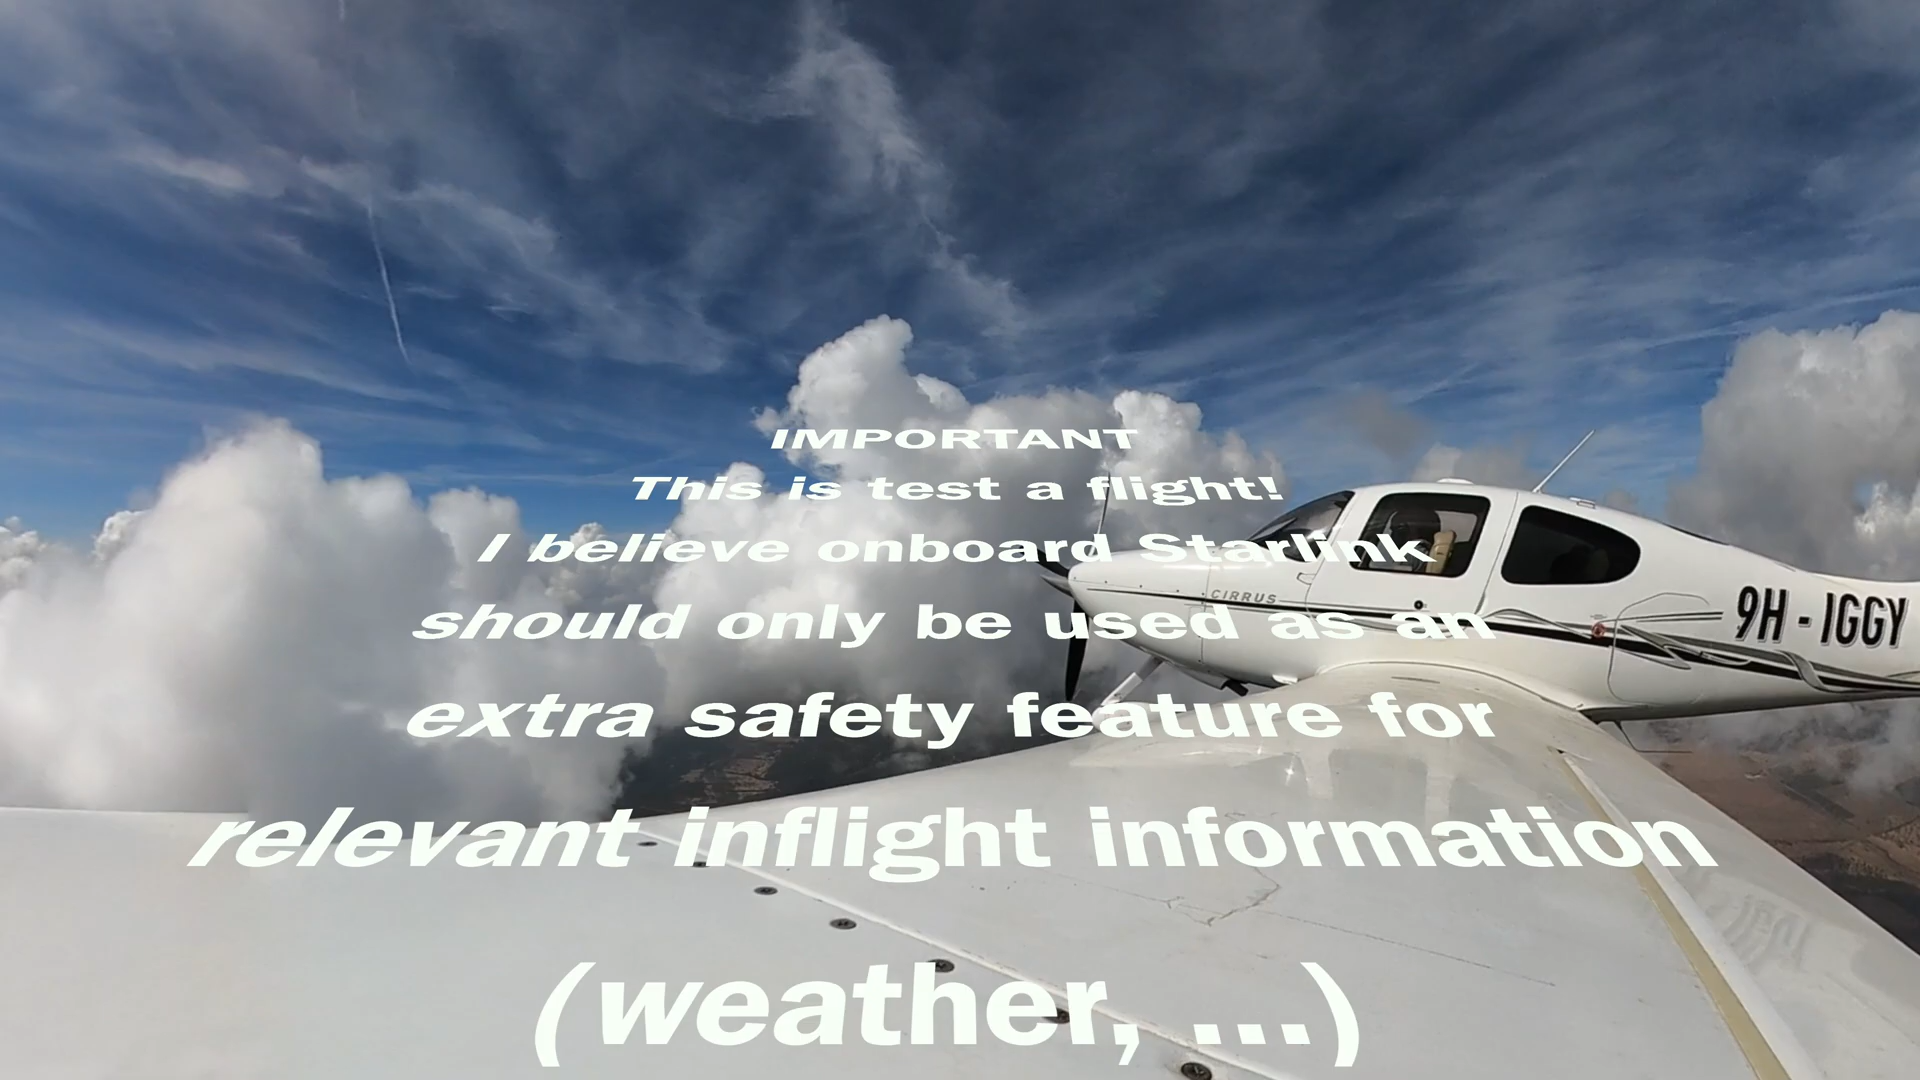 IMPORTANT
This is test a flight!
I believe onboard Starlink
should only be used as an
extra safety feature for
relevant inflight information
(weather, ...)
CIRRUS
9H - IGGY